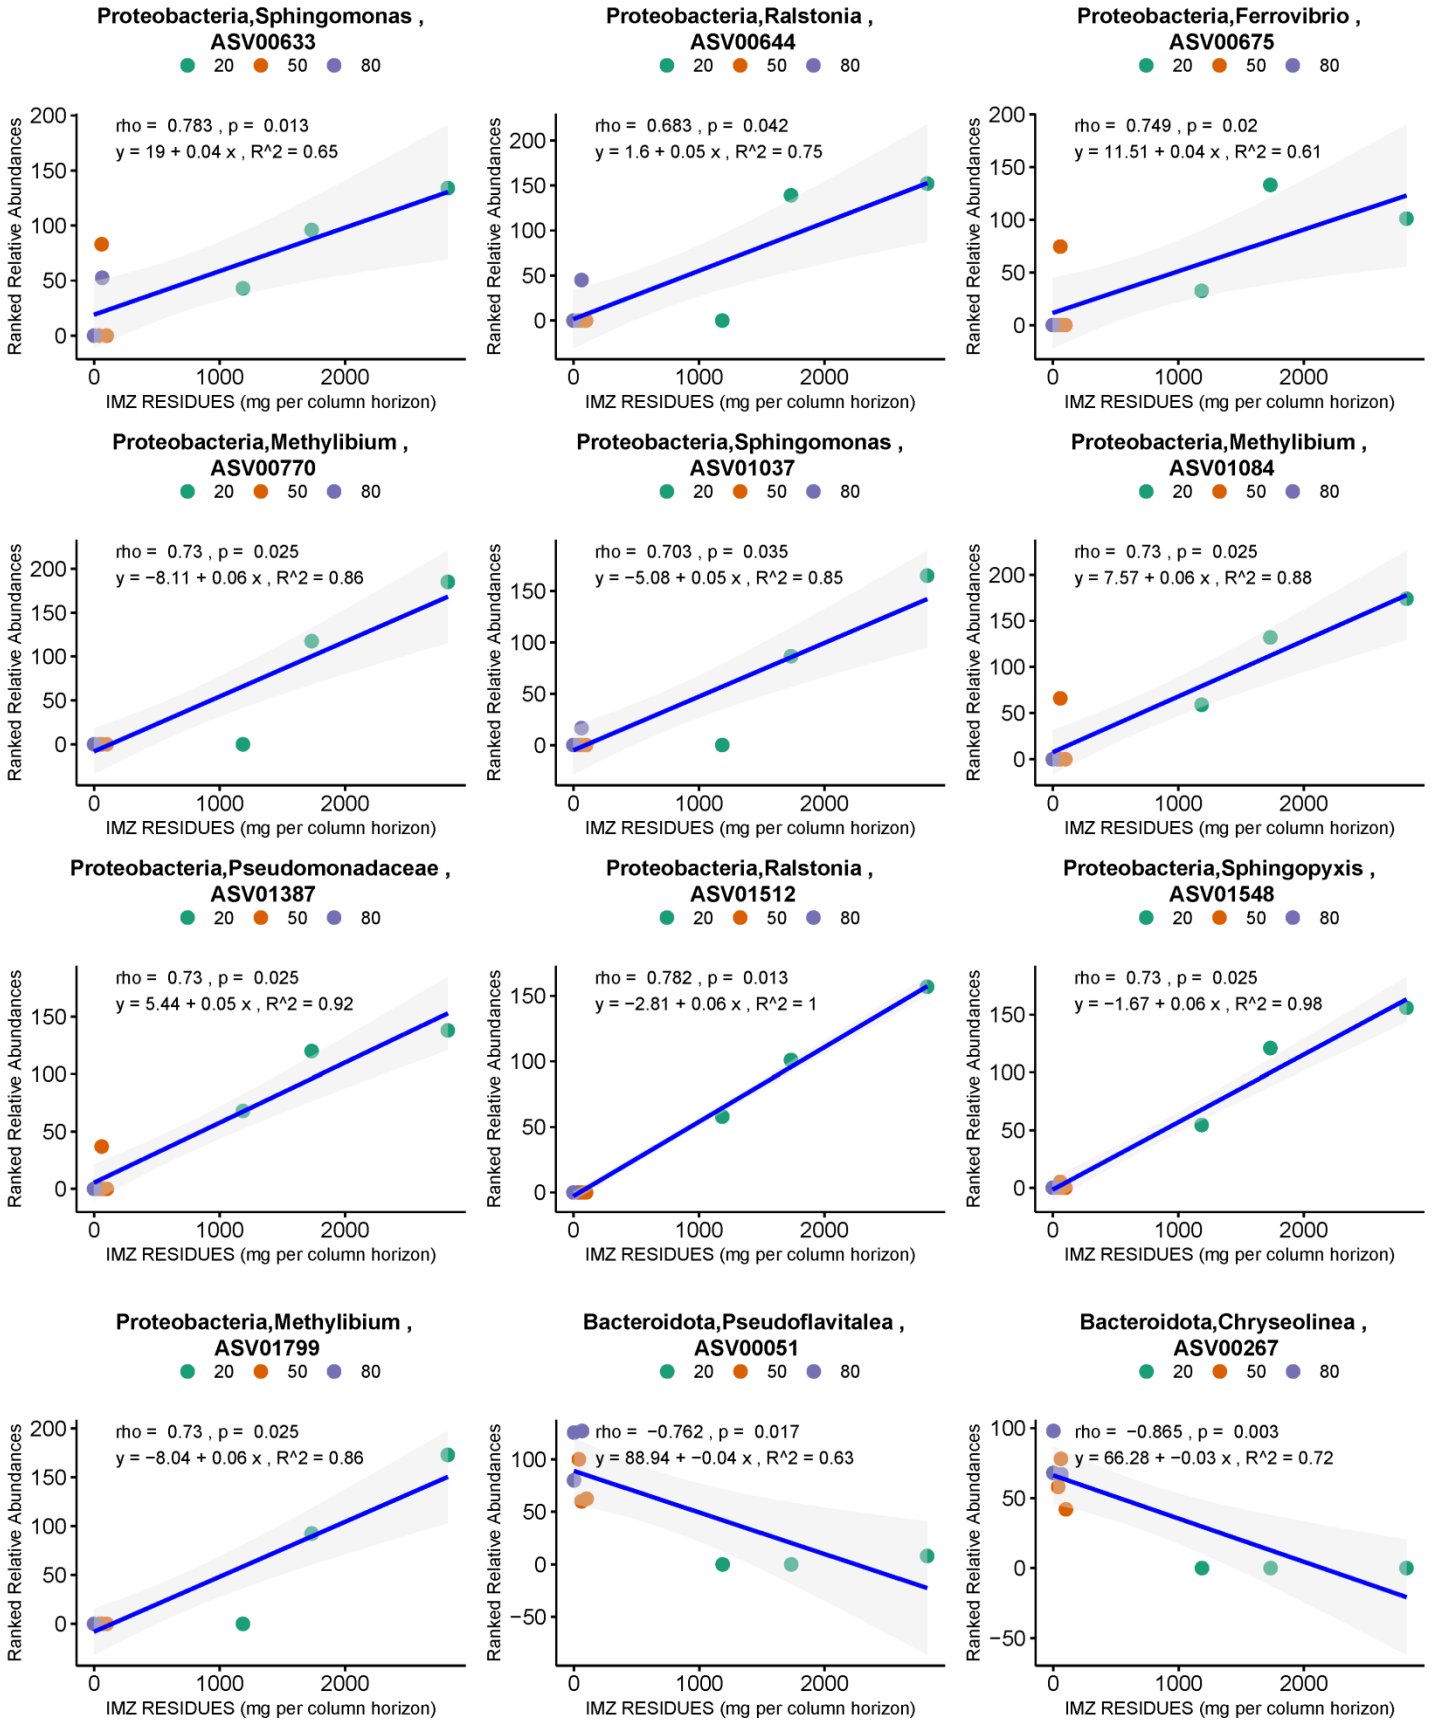 Proteobacteria,Sphingomonas ,
ASV00633
20 50 80
rho = 0.783 , p = 0.013
y = 19 + 0.04 x , R^2 = 0.65
Ranked Relative Abundances
200
150
100
50
0
0 1000 2000
IMZ RESIDUES (mg per column horizon)
Proteobacteria,Ralstonia ,
ASV00644
20 50 80
rho = 0.683 , p = 0.042
y = 1.6 + 0.05 x , R^2 = 0.75
Ranked Relative Abundances
200
150
100
50
0
0 1000 2000
IMZ RESIDUES (mg per column horizon)
Proteobacteria,Ferrovibrio ,
ASV00675
20 50 80
rho = 0.749 , p = 0.02
y = 11.51 + 0.04 x , R^2 = 0.61
Ranked Relative Abundances
200
150
100
50
0
0 1000 2000
IMZ RESIDUES (mg per column horizon)
Proteobacteria,Methylibium ,
ASV00770
20 50 80
rho = 0.73 , p = 0.025
y = −8.11 + 0.06 x , R^2 = 0.86
Ranked Relative Abundances
200
150
100
50
0
0 1000 2000
IMZ RESIDUES (mg per column horizon)
Proteobacteria,Sphingomonas ,
ASV01037
20 50 80
rho = 0.703 , p = 0.035
y = −5.08 + 0.05 x , R^2 = 0.85
Ranked Relative Abundances
150
100
50
0
0 1000 2000
IMZ RESIDUES (mg per column horizon)
Proteobacteria,Methylibium ,
ASV01084
20 50 80
rho = 0.73 , p = 0.025
y = 7.57 + 0.06 x , R^2 = 0.88
Ranked Relative Abundances
200
150
100
50
0
0 1000 2000
IMZ RESIDUES (mg per column horizon)
Proteobacteria,Pseudomonadaceae ,
ASV01387
20 50 80
rho = 0.73 , p = 0.025
y = 5.44 + 0.05 x , R^2 = 0.92
Ranked Relative Abundances
150
100
50
0
0 1000 2000
IMZ RESIDUES (mg per column horizon)
Proteobacteria,Ralstonia ,
ASV01512
20 50 80
rho = 0.782 , p = 0.013
y = −2.81 + 0.06 x , R^2 = 1
Ranked Relative Abundances
150
100
50
0
0 1000 2000
IMZ RESIDUES (mg per column horizon)
Proteobacteria,Sphingopyxis ,
ASV01548
20 50 80
rho = 0.73 , p = 0.025
y = −1.67 + 0.06 x , R^2 = 0.98
Ranked Relative Abundances
150
100
50
0
0 1000 2000
IMZ RESIDUES (mg per column horizon)
Proteobacteria,Methylibium ,
ASV01799
20 50 80
rho = 0.73 , p = 0.025
y = −8.04 + 0.06 x , R^2 = 0.86
Ranked Relative Abundances
200
150
100
50
0
0 1000 2000
IMZ RESIDUES (mg per column horizon)
Bacteroidota,Pseudoflavitalea ,
ASV00051
20 50 80
rho = −0.762 , p = 0.017
y = 88.94 + −0.04 x , R^2 = 0.63
Ranked Relative Abundances
100
50
0
−50
0 1000 2000
IMZ RESIDUES (mg per column horizon)
Bacteroidota,Chryseolinea ,
ASV00267
20 50 80
rho = −0.865 , p = 0.003
y = 66.28 + −0.03 x , R^2 = 0.72
Ranked Relative Abundances
100
50
0
−50
0 1000 2000
IMZ RESIDUES (mg per column horizon)